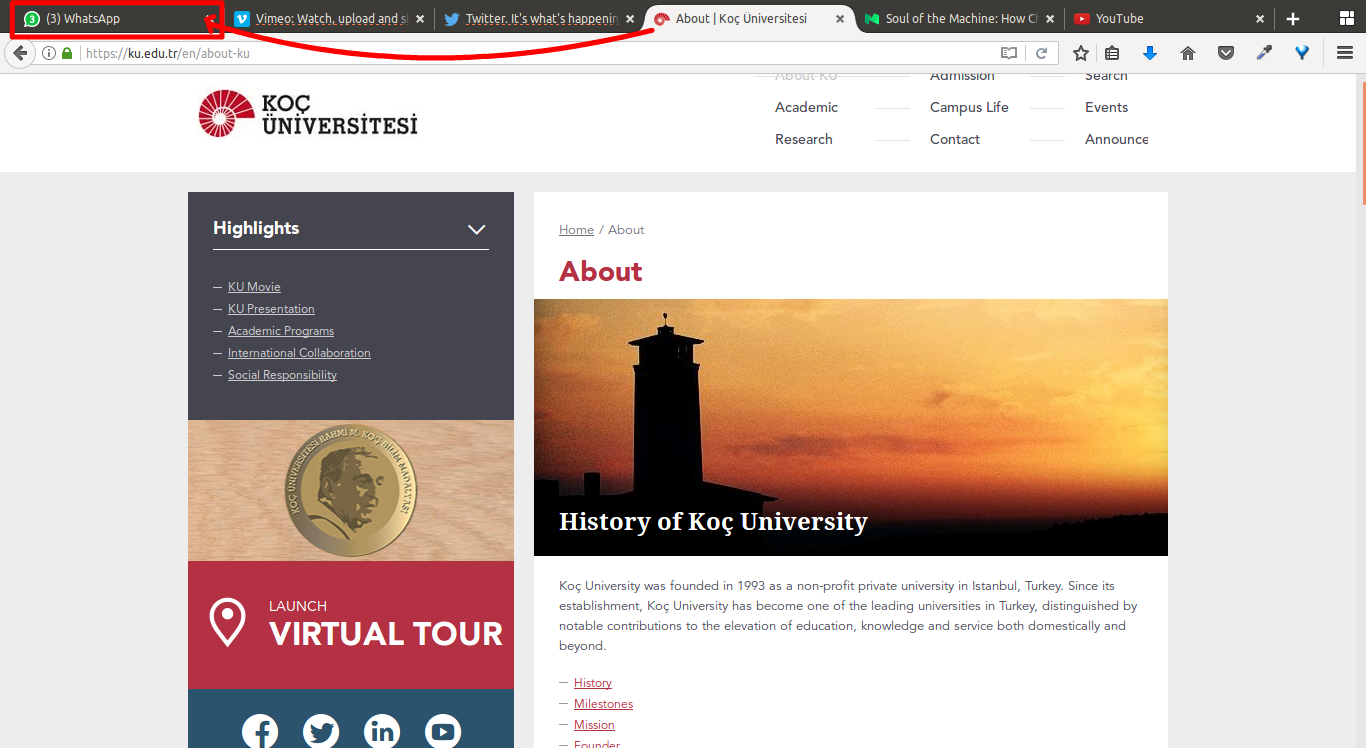 3 (3) WhatsApp
Vimeo: Watch, upload and s
Twitter. It's what's happenin
About | Koç Üniversitesi
Soul of the Machine: How C
YouTube
https://ku.edu.tr/en/about-ku
KOÇ
ÜNİVERSİTESİ
About KU
Admission
Search
Academic
Campus Life
Events
Research
Contact
Announce
Highlights
KU Movie
KU Presentation
Academic Programs
International Collaboration
Social Responsibility
KOÇ ÜNİVERSİTESİ RAHMİ M. KOÇ BİLİM MADALYASI
LAUNCH
VIRTUAL TOUR
Home / About
About
History of Koç University
Koç University was founded in 1993 as a non-profit private university in Istanbul, Turkey. Since its
establishment, Koç University has become one of the leading universities in Turkey, distinguished by
notable contributions to the elevation of education, knowledge and service both domestically and
beyond.
History
Milestones
Mission
Founder